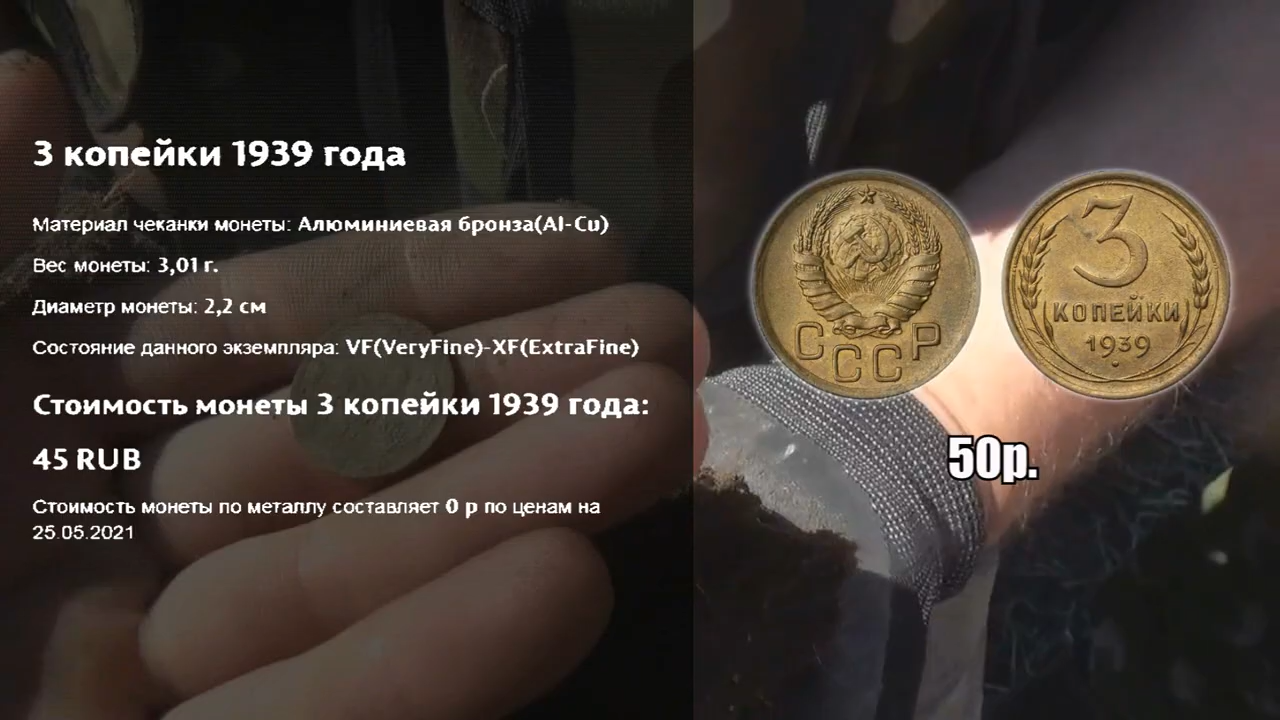 3 копейки 1939 года
Материал чеканки монеты: Алюминиевая бронза(Al-Cu)
Вес монеты: 3,01 г.
Диаметр монеты: 2,2 см
Состояние данного экземпляра: VF(VeryFine)-XF(ExtraFine)
Стоимость монеты 3 копейки 1939 года:
45 RUB
Стоимость монеты по металлу составляет 0 р по ценам на
25.05.2021
СССР
3
КОПЕЙКИ
1939
50р.